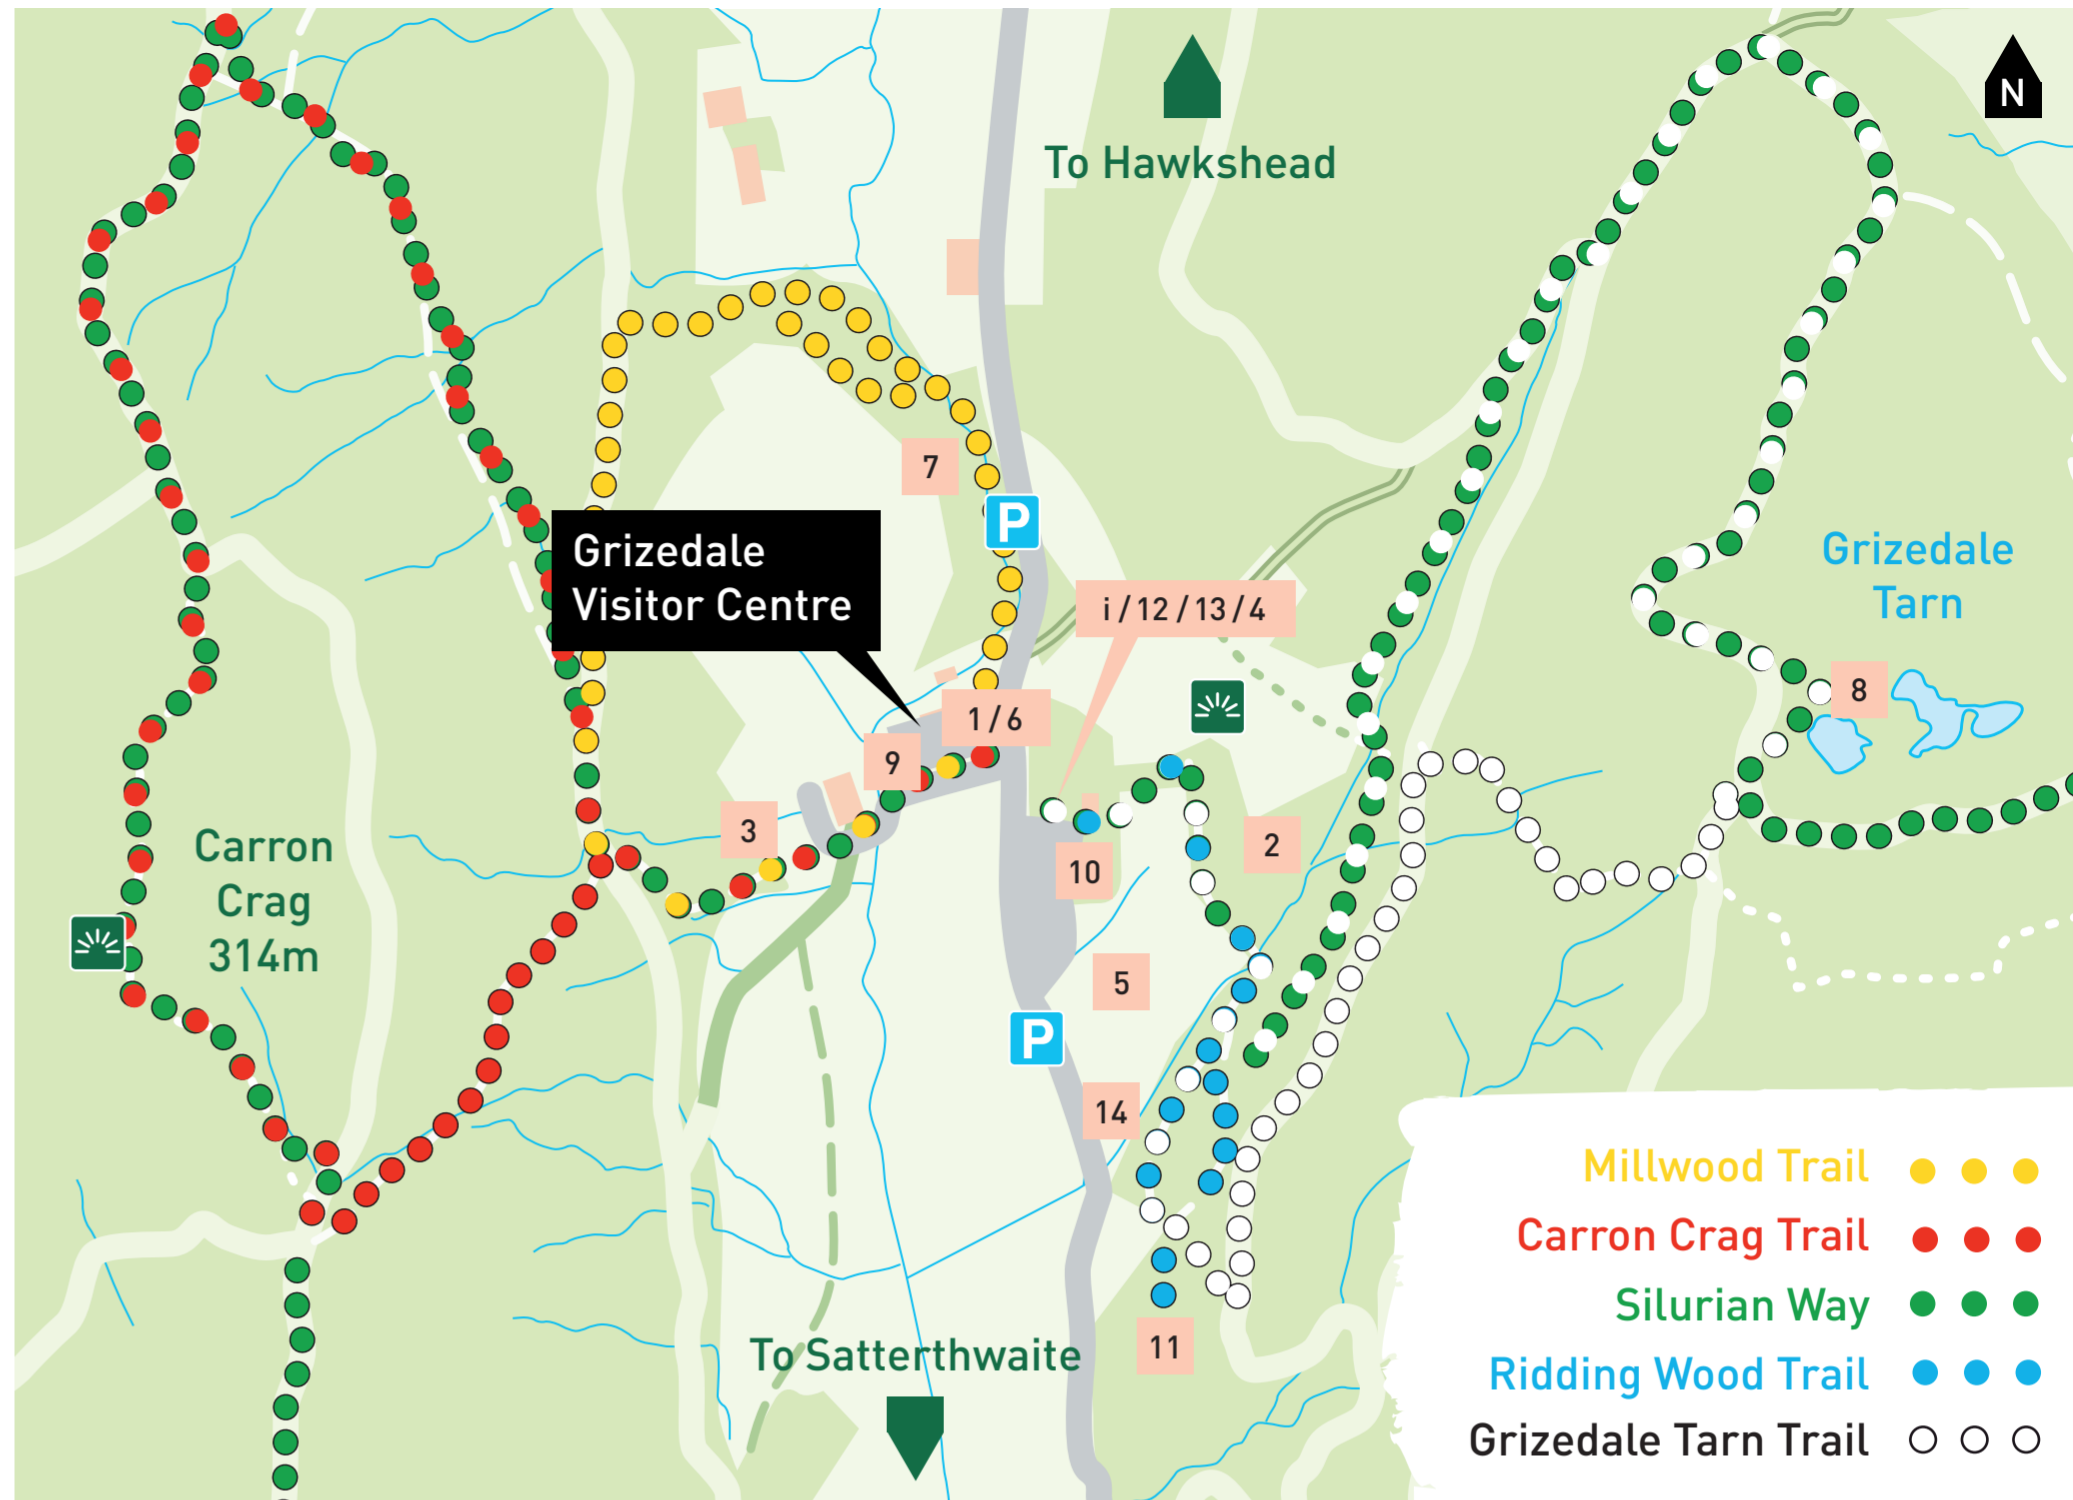 N
To Hawkshead
7
P
Grizedale
Visitor Centre
i / 12 / 13 / 4
Grizedale
Tarn
8
1 / 6
9
3
2
10
Carron
Crag
314m
5
P
14
11
To Satterthwaite
Millwood Trail
Carron Crag Trail
Silurian Way
Ridding Wood Trail
Grizedale Tarn Trail